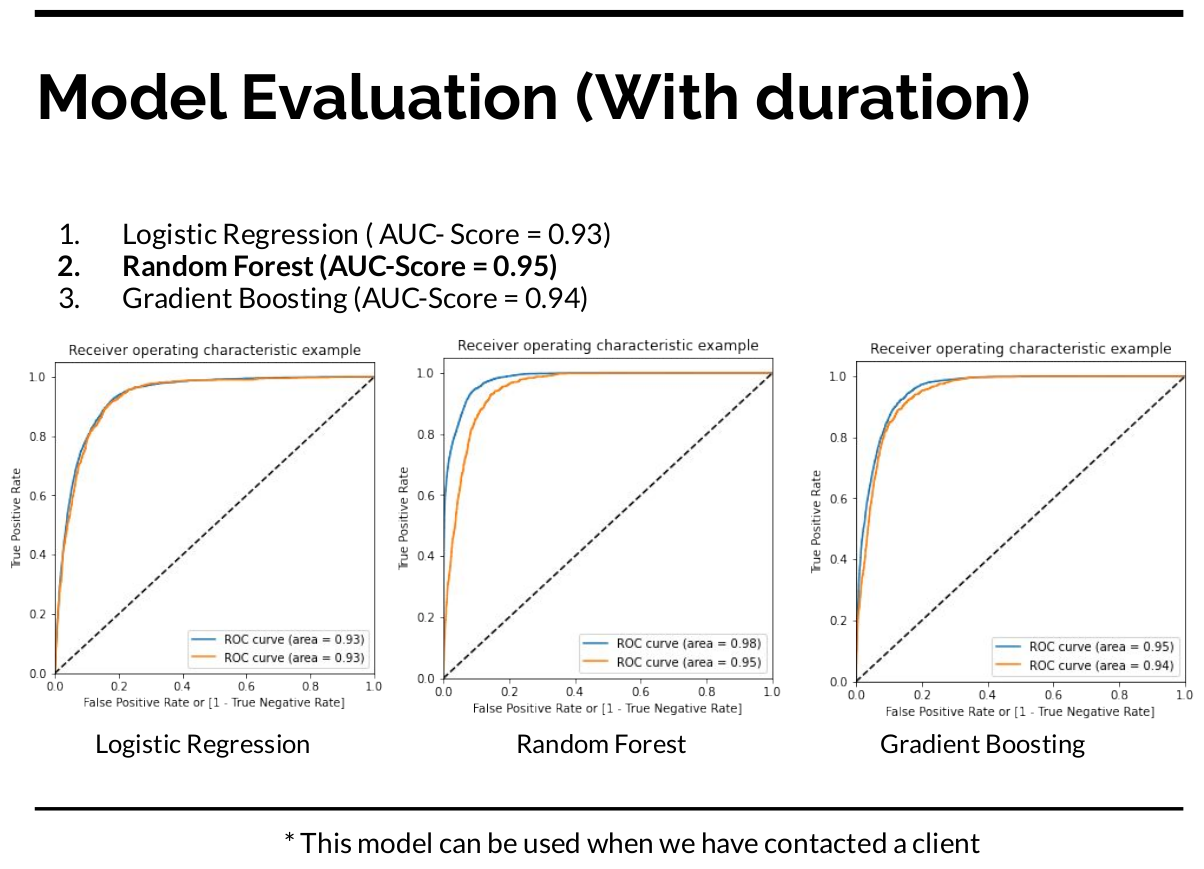 Model Evaluation (With duration)
1. Logistic Regression ( AUC- Score = 0.93)
2. Random Forest (AUC-Score = 0.95)
3. Gradient Boosting (AUC-Score = 0.94)
Receiver operating characteristic example
True Positive Rate
1.0
0.8
0.6
0.4
0.2
0.0
ROC curve (area = 0.93)
ROC curve (area = 0.93)
0.0 0.2 0.4 0.6 0.8 1.0
False Positive Rate or [1 - True Negative Rate]
Logistic Regression
Receiver operating characteristic example
True Positive Rate
1.0
0.8
0.6
0.4
0.2
0.0
ROC curve (area = 0.98)
ROC curve (area = 0.95)
0.0 0.2 0.4 0.6 0.8 1.0
False Positive Rate or [1 - True Negative Rate]
Random Forest
Receiver operating characteristic example
True Positive Rate
1.0
0.8
0.6
0.4
0.2
0.0
ROC curve (area = 0.95)
ROC curve (area = 0.94)
0.0 0.2 0.4 0.6 0.8 1.0
False Positive Rate or [1 - True Negative Rate]
Gradient Boosting
* This model can be used when we have contacted a client